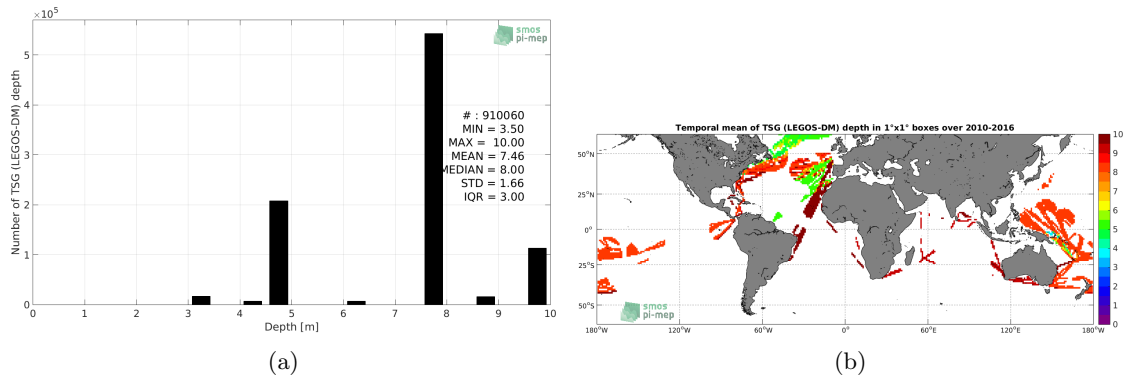 Number of TSG (LEGOS-DM) depth
×10⁵
5
4
3
2
1
0
0 1 2 3 4 5 6 7 8 9 10
Depth [m]
smos
pi-mep
# : 910060
MIN = 3.50
MAX = 10.00
MEAN = 7.46
MEDIAN = 8.00
STD = 1.66
IQR = 3.00
(a)
Temporal mean of TSG (LEGOS-DM) depth in 1°x1° boxes over 2010-2016
50°N
25°N
0°
25°S
50°S
180°W 120°W 60°W 0° 60°E 120°E 180°W
smos
pi-mep
10
9
8
7
6
5
4
3
2
1
0
(b)